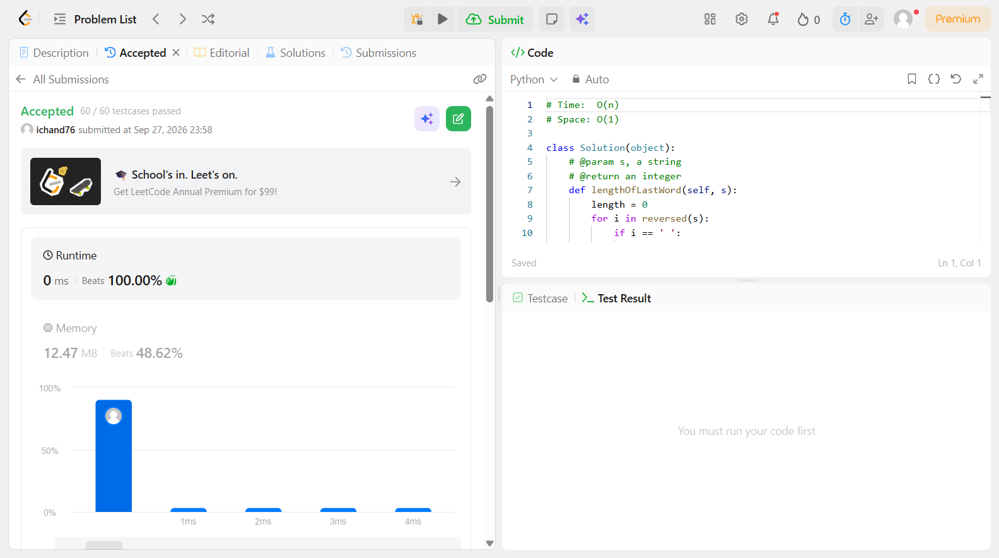 Problem List
Submit
0
Premium
Description
Accepted
Editorial
Solutions
Submissions
All Submissions
Accepted 60 / 60 testcases passed
ichand76 submitted at Sep 27, 2026 23:58
School's in. Leet's on.
Get LeetCode Annual Premium for $99!
Runtime
0 ms Beats 100.00%
Memory
12.47 MB Beats 48.62%
100%
50%
0%
1ms 2ms 3ms 4ms
</> Code
Python Auto
1 # Time:  O(n)
2 # Space: O(1)
3
4 class Solution(object):
5     # @param s, a string
6     # @return an integer
7     def lengthOfLastWord(self, s):
8         length = 0
9         for i in reversed(s):
10             if i == ' ':
Saved Ln 1, Col 1
Testcase
Test Result
You must run your code first